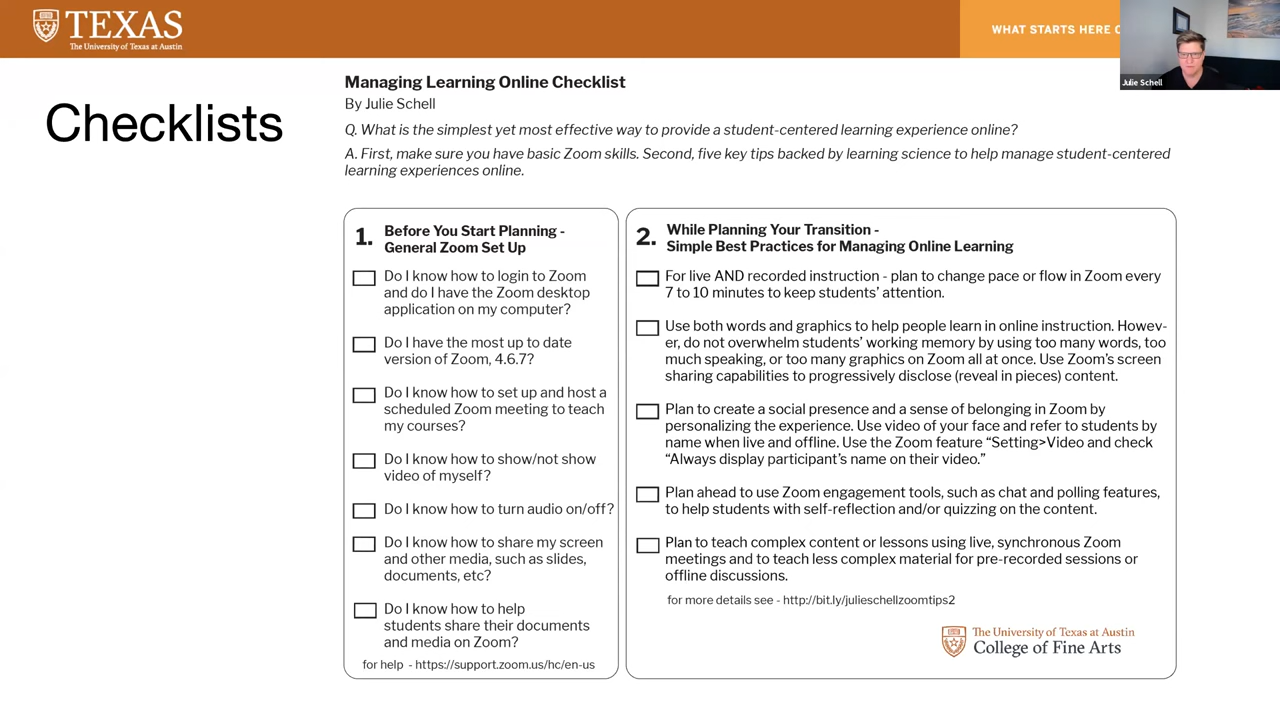 TEXAS
The University of Texas at Austin
WHAT STARTS HERE
Julie Schell
Checklists
Managing Learning Online Checklist
By Julie Schell
Q. What is the simplest yet most effective way to provide a student-centered learning experience online?
A. First, make sure you have basic Zoom skills. Second, five key tips backed by learning science to help manage student-centered
learning experiences online.
1. Before You Start Planning -
General Zoom Set Up
Do I know how to login to Zoom
and do I have the Zoom desktop
application on my computer?
Do I have the most up to date
version of Zoom, 4.6.7?
Do I know how to set up and host a
scheduled Zoom meeting to teach
my courses?
Do I know how to show/not show
video of myself?
Do I know how to turn audio on/off?
Do I know how to share my screen
and other media, such as slides,
documents, etc?
Do I know how to help
students share their documents
and media on Zoom?
for help - https://support.zoom.us/hc/en-us
2. While Planning Your Transition -
Simple Best Practices for Managing Online Learning
For live AND recorded instruction - plan to change pace or flow in Zoom every
7 to 10 minutes to keep students' attention.
Use both words and graphics to help people learn in online instruction. Howev-
er, do not overwhelm students' working memory by using too many words, too
much speaking, or too many graphics on Zoom all at once. Use Zoom's screen
sharing capabilities to progressively disclose (reveal in pieces) content.
Plan to create a social presence and a sense of belonging in Zoom by
personalizing the experience. Use video of your face and refer to students by
name when live and offline. Use the Zoom feature “Setting>Video and check
“Always display participant's name on their video.”
Plan ahead to use Zoom engagement tools, such as chat and polling features,
to help students with self-reflection and/or quizzing on the content.
Plan to teach complex content or lessons using live, synchronous Zoom
meetings and to teach less complex material for pre-recorded sessions or
offline discussions.
for more details see - http://bit.ly/julieschellzoomtips2
The University of Texas at Austin
College of Fine Arts